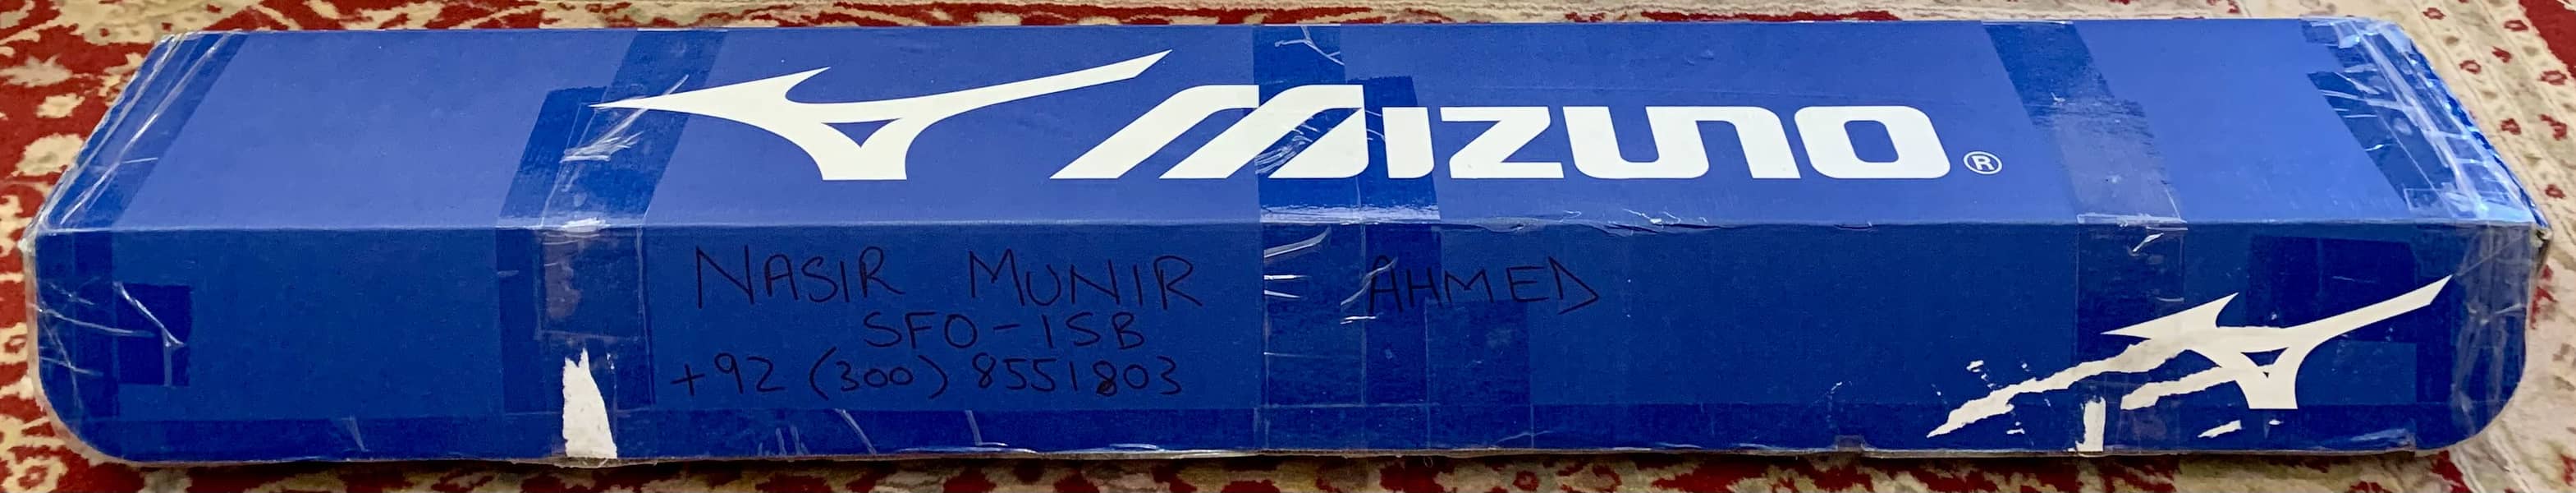 MIZUNO®
NASIR MUNIR AHMED
SFO-ISB
+92 (300) 8551803